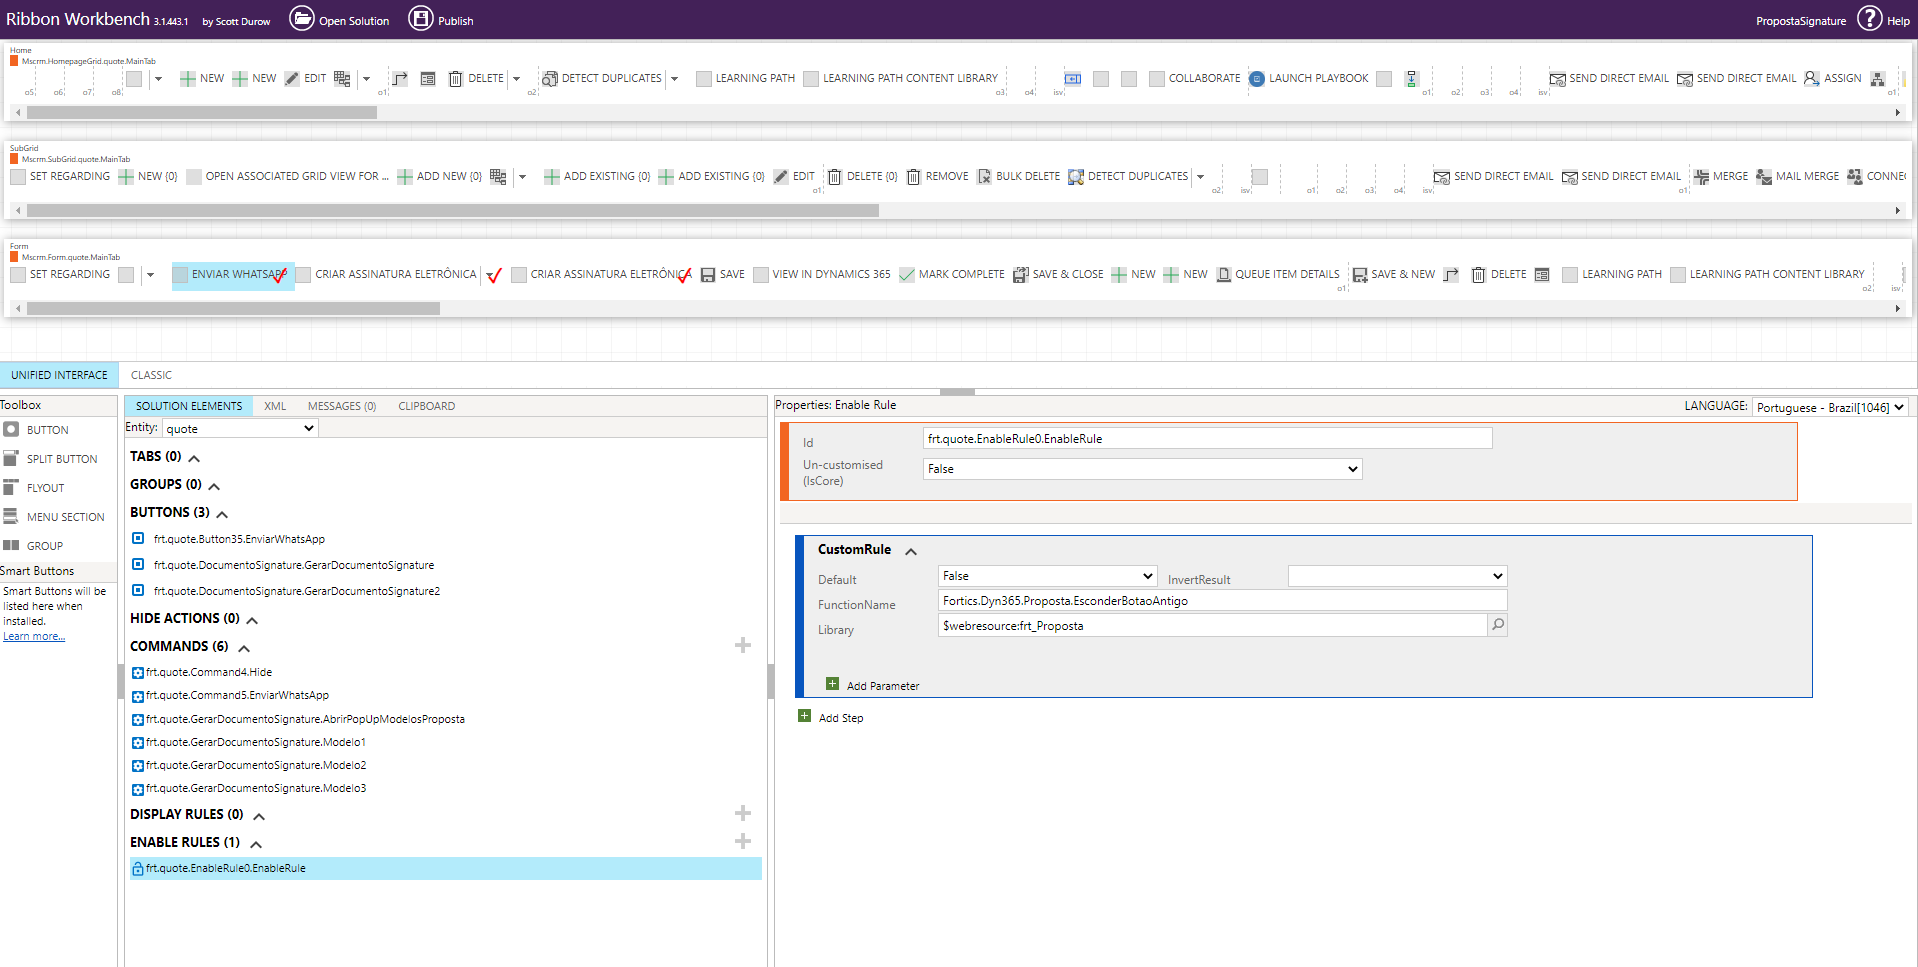 Ribbon Workbench 3.1.443.1 by Scott Durow Open Solution Publish PropostaSignature Help
Home
Mscrm.HomepageGrid.quote.MainTab
NEW NEW EDIT DELETE DETECT DUPLICATES LEARNING PATH LEARNING PATH CONTENT LIBRARY COLLABORATE LAUNCH PLAYBOOK SEND DIRECT EMAIL SEND DIRECT EMAIL ASSIGN
o5 o6 o7 o8 o1 o2 o3 o4 isv o1 o2 o3 o4 isv o1
SubGrid
Mscrm.SubGrid.quote.MainTab
SET REGARDING NEW {0} OPEN ASSOCIATED GRID VIEW FOR ... ADD NEW {0} ADD EXISTING {0} ADD EXISTING {0} EDIT DELETE {0} REMOVE BULK DELETE DETECT DUPLICATES SEND DIRECT EMAIL SEND DIRECT EMAIL MERGE MAIL MERGE CONNEC
o1 o2 isv o1 o2 o3 o4 isv o1
Form
Mscrm.Form.quote.MainTab
SET REGARDING ENVIAR WHATSAPP CRIAR ASSINATURA ELETRÔNICA CRIAR ASSINATURA ELETRÔNICA SAVE VIEW IN DYNAMICS 365 MARK COMPLETE SAVE & CLOSE NEW NEW QUEUE ITEM DETAILS SAVE & NEW DELETE LEARNING PATH LEARNING PATH CONTENT LIBRARY
o1 o2 isv
UNIFIED INTERFACE CLASSIC
Toolbox
BUTTON
SPLIT BUTTON
FLYOUT
MENU SECTION
GROUP
Smart Buttons
Smart Buttons will
be listed here when
installed.
Learn more...
SOLUTION ELEMENTS XML MESSAGES (0) CLIPBOARD
Entity: quote
TABS (0)
GROUPS (0)
BUTTONS (3)
frt.quote.Button35.EnviarWhatsApp
frt.quote.DocumentoSignature.GerarDocumentoSignature
frt.quote.DocumentoSignature.GerarDocumentoSignature2
HIDE ACTIONS (0)
COMMANDS (6)
frt.quote.Command4.Hide
frt.quote.Command5.EnviarWhatsApp
frt.quote.GerarDocumentoSignature.AbrirPopUpModelosProposta
frt.quote.GerarDocumentoSignature.Modelo1
frt.quote.GerarDocumentoSignature.Modelo2
frt.quote.GerarDocumentoSignature.Modelo3
DISPLAY RULES (0)
ENABLE RULES (1)
frt.quote.EnableRule0.EnableRule
Properties: Enable Rule LANGUAGE: Portuguese - Brazil[1046]
Id frt.quote.EnableRule0.EnableRule
Un-customised
(IsCore) False
CustomRule
Default False InvertResult
FunctionName Fortics.Dyn365.Proposta.EsconderBotaoAntigo
Library $webresource:frt_Proposta
Add Parameter
Add Step